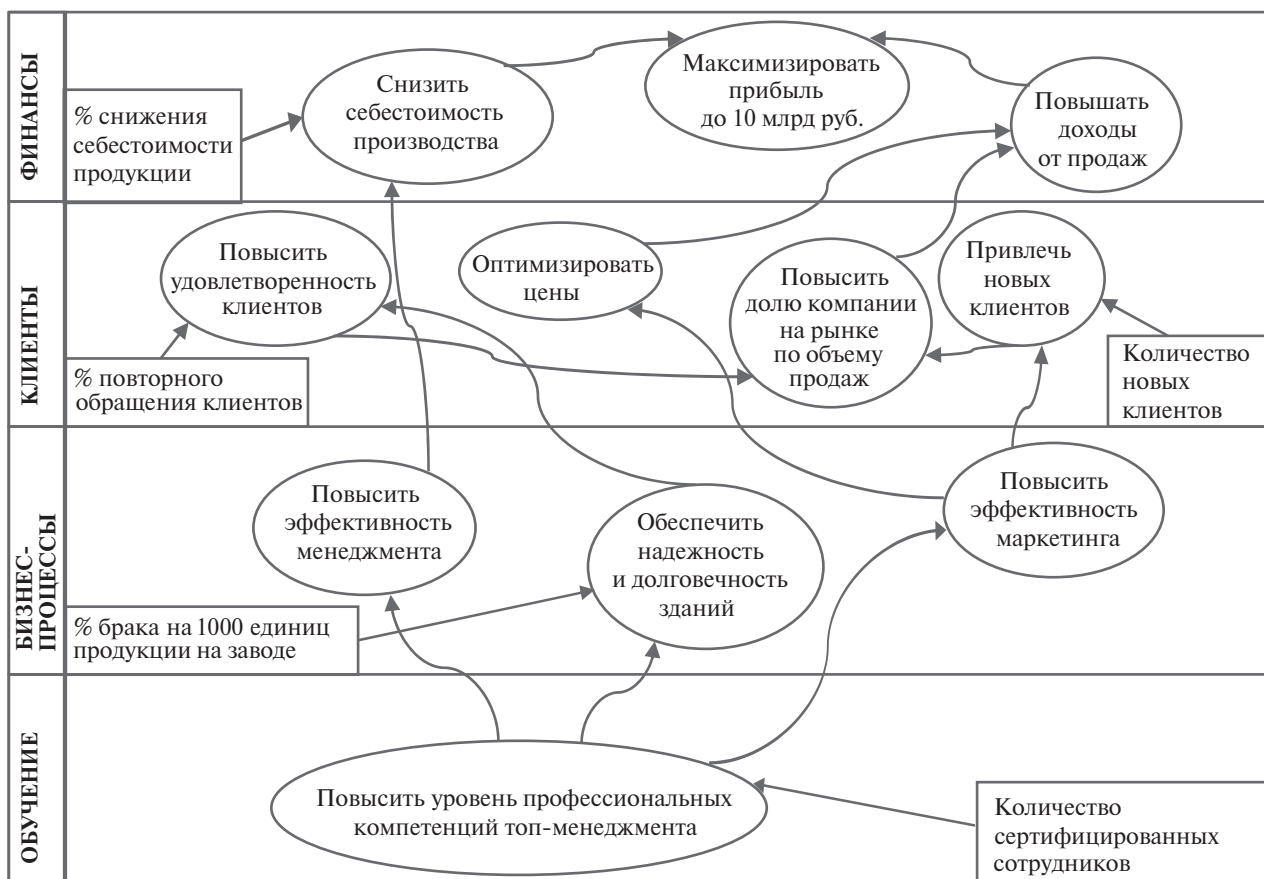 ФИНАНСЫ
% снижения
себестоимости
продукции
Снизить
себестоимость
производства
Максимизировать
прибыль
до 10 млрд руб.
Повышать
доходы
от продаж
КЛИЕНТЫ
Повысить
удовлетворенность
клиентов
% повторного
обращения клиентов
Оптимизировать
цены
Повысить
долю компании
на рынке
по объему
продаж
Привлечь
новых
клиентов
Количество
новых
клиентов
БИЗНЕС-
ПРОЦЕССЫ
Повысить
эффективность
менеджмента
% брака на 1000 единиц
продукции на заводе
Обеспечить
надежность
и долговечность
зданий
Повысить
эффективность
маркетинга
ОБУЧЕНИЕ
Повысить уровень профессиональных
компетенций топ-менеджмента
Количество
сертифицированных
сотрудников